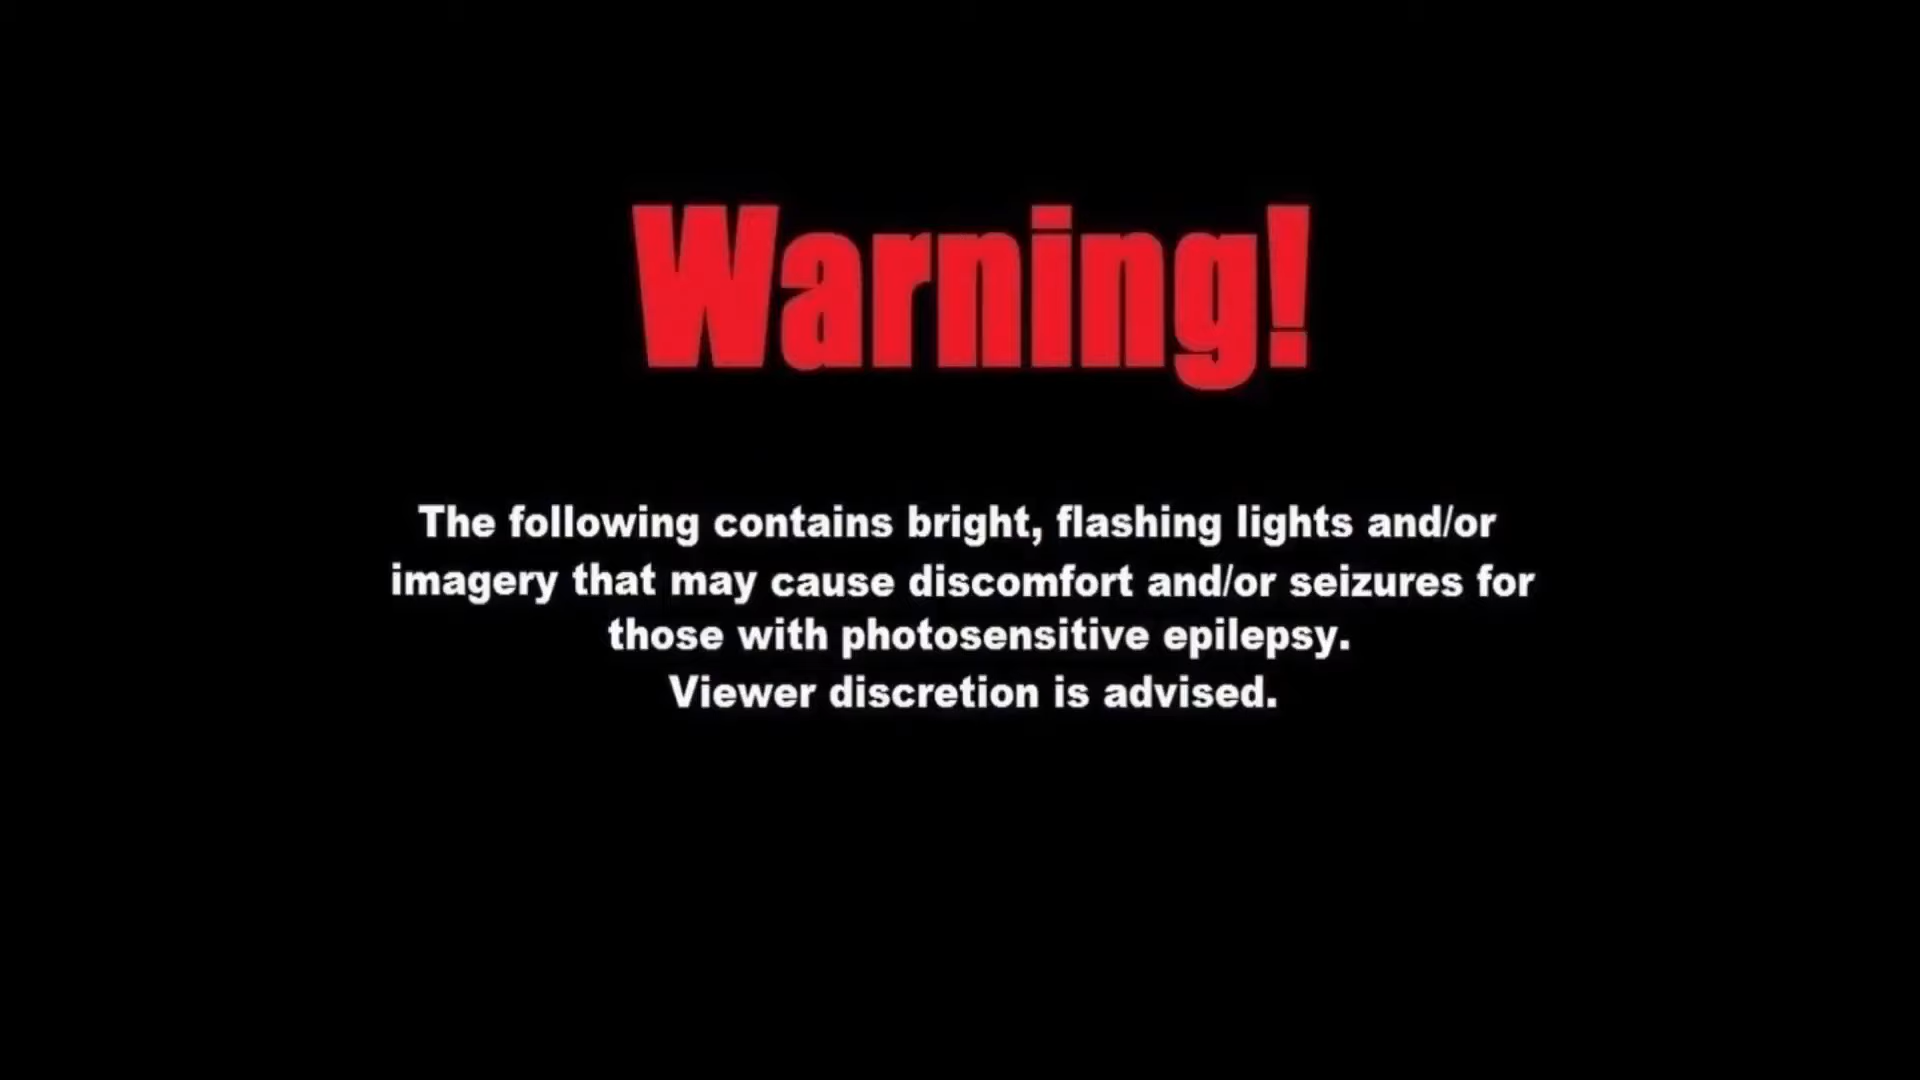 Warning!
The following contains bright, flashing lights and/or
imagery that may cause discomfort and/or seizures for
those with photosensitive epilepsy.
Viewer discretion is advised.